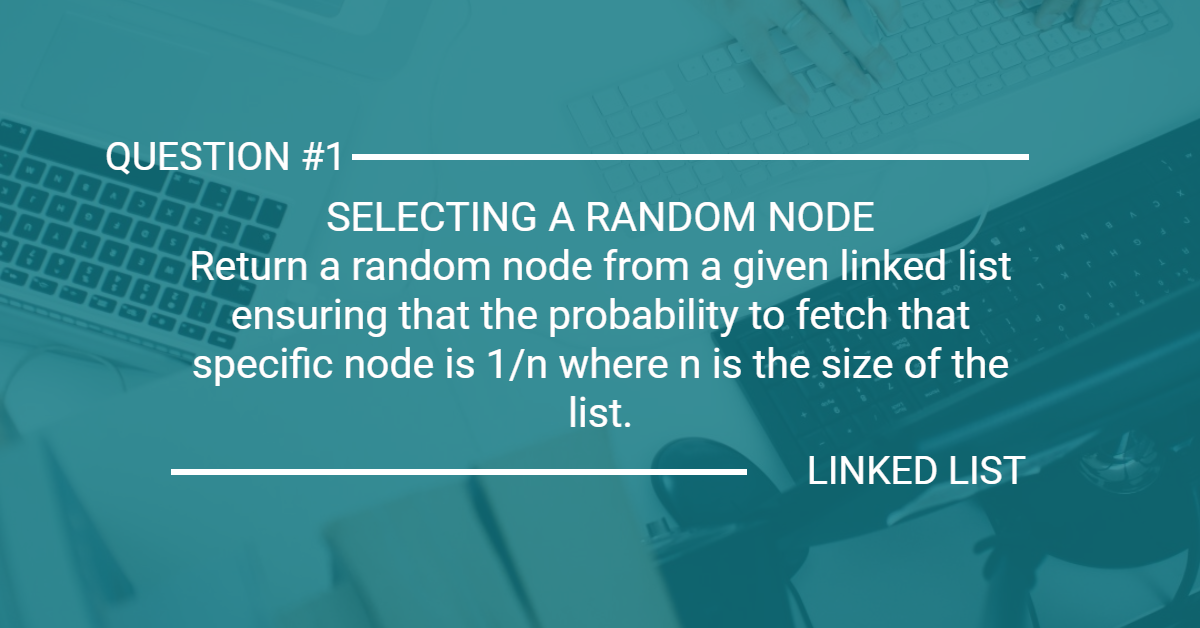 QUESTION #1
SELECTING A RANDOM NODE
Return a random node from a given linked list
ensuring that the probability to fetch that
specific node is 1/n where n is the size of the
list.
LINKED LIST